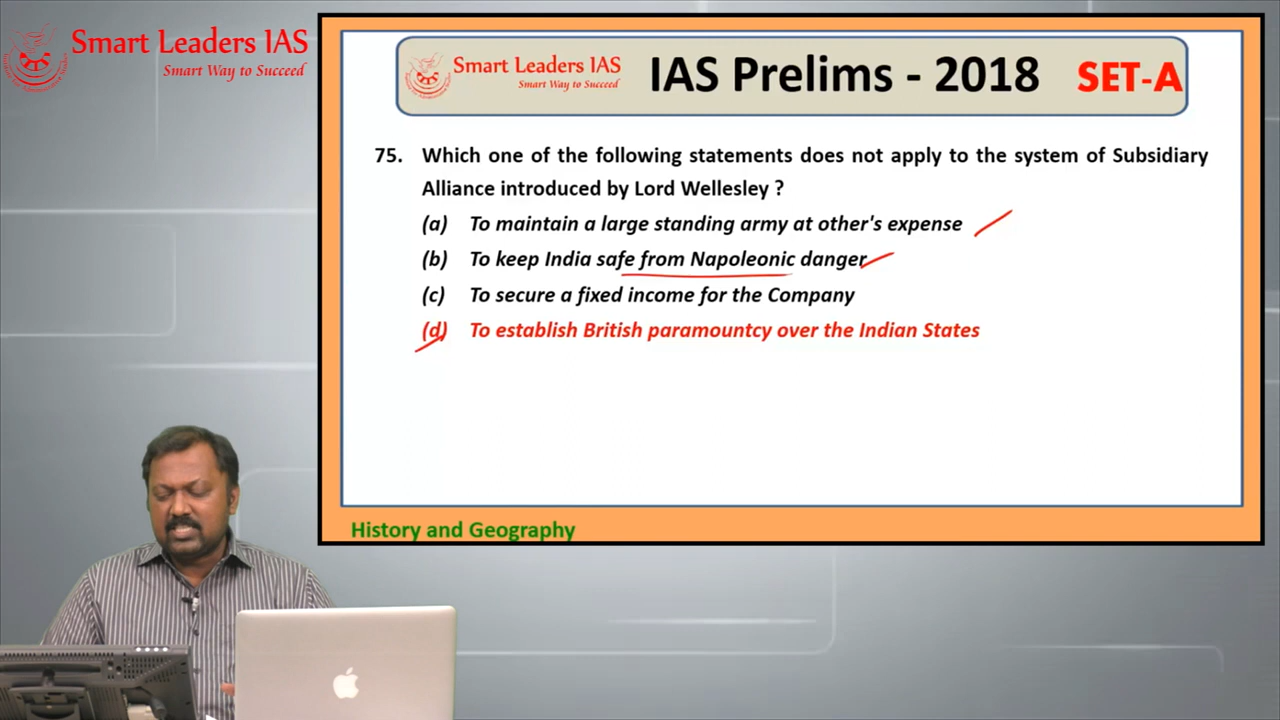 Smart Leaders IAS
Smart Way to Succeed
Smart Leaders IAS
Smart Way to Succeed
IAS Prelims - 2018 SET-A
75. Which one of the following statements does not apply to the system of Subsidiary
Alliance introduced by Lord Wellesley ?
(a) To maintain a large standing army at other's expense
(b) To keep India safe from Napoleonic danger
(c) To secure a fixed income for the Company
(d) To establish British paramountcy over the Indian States
History and Geography